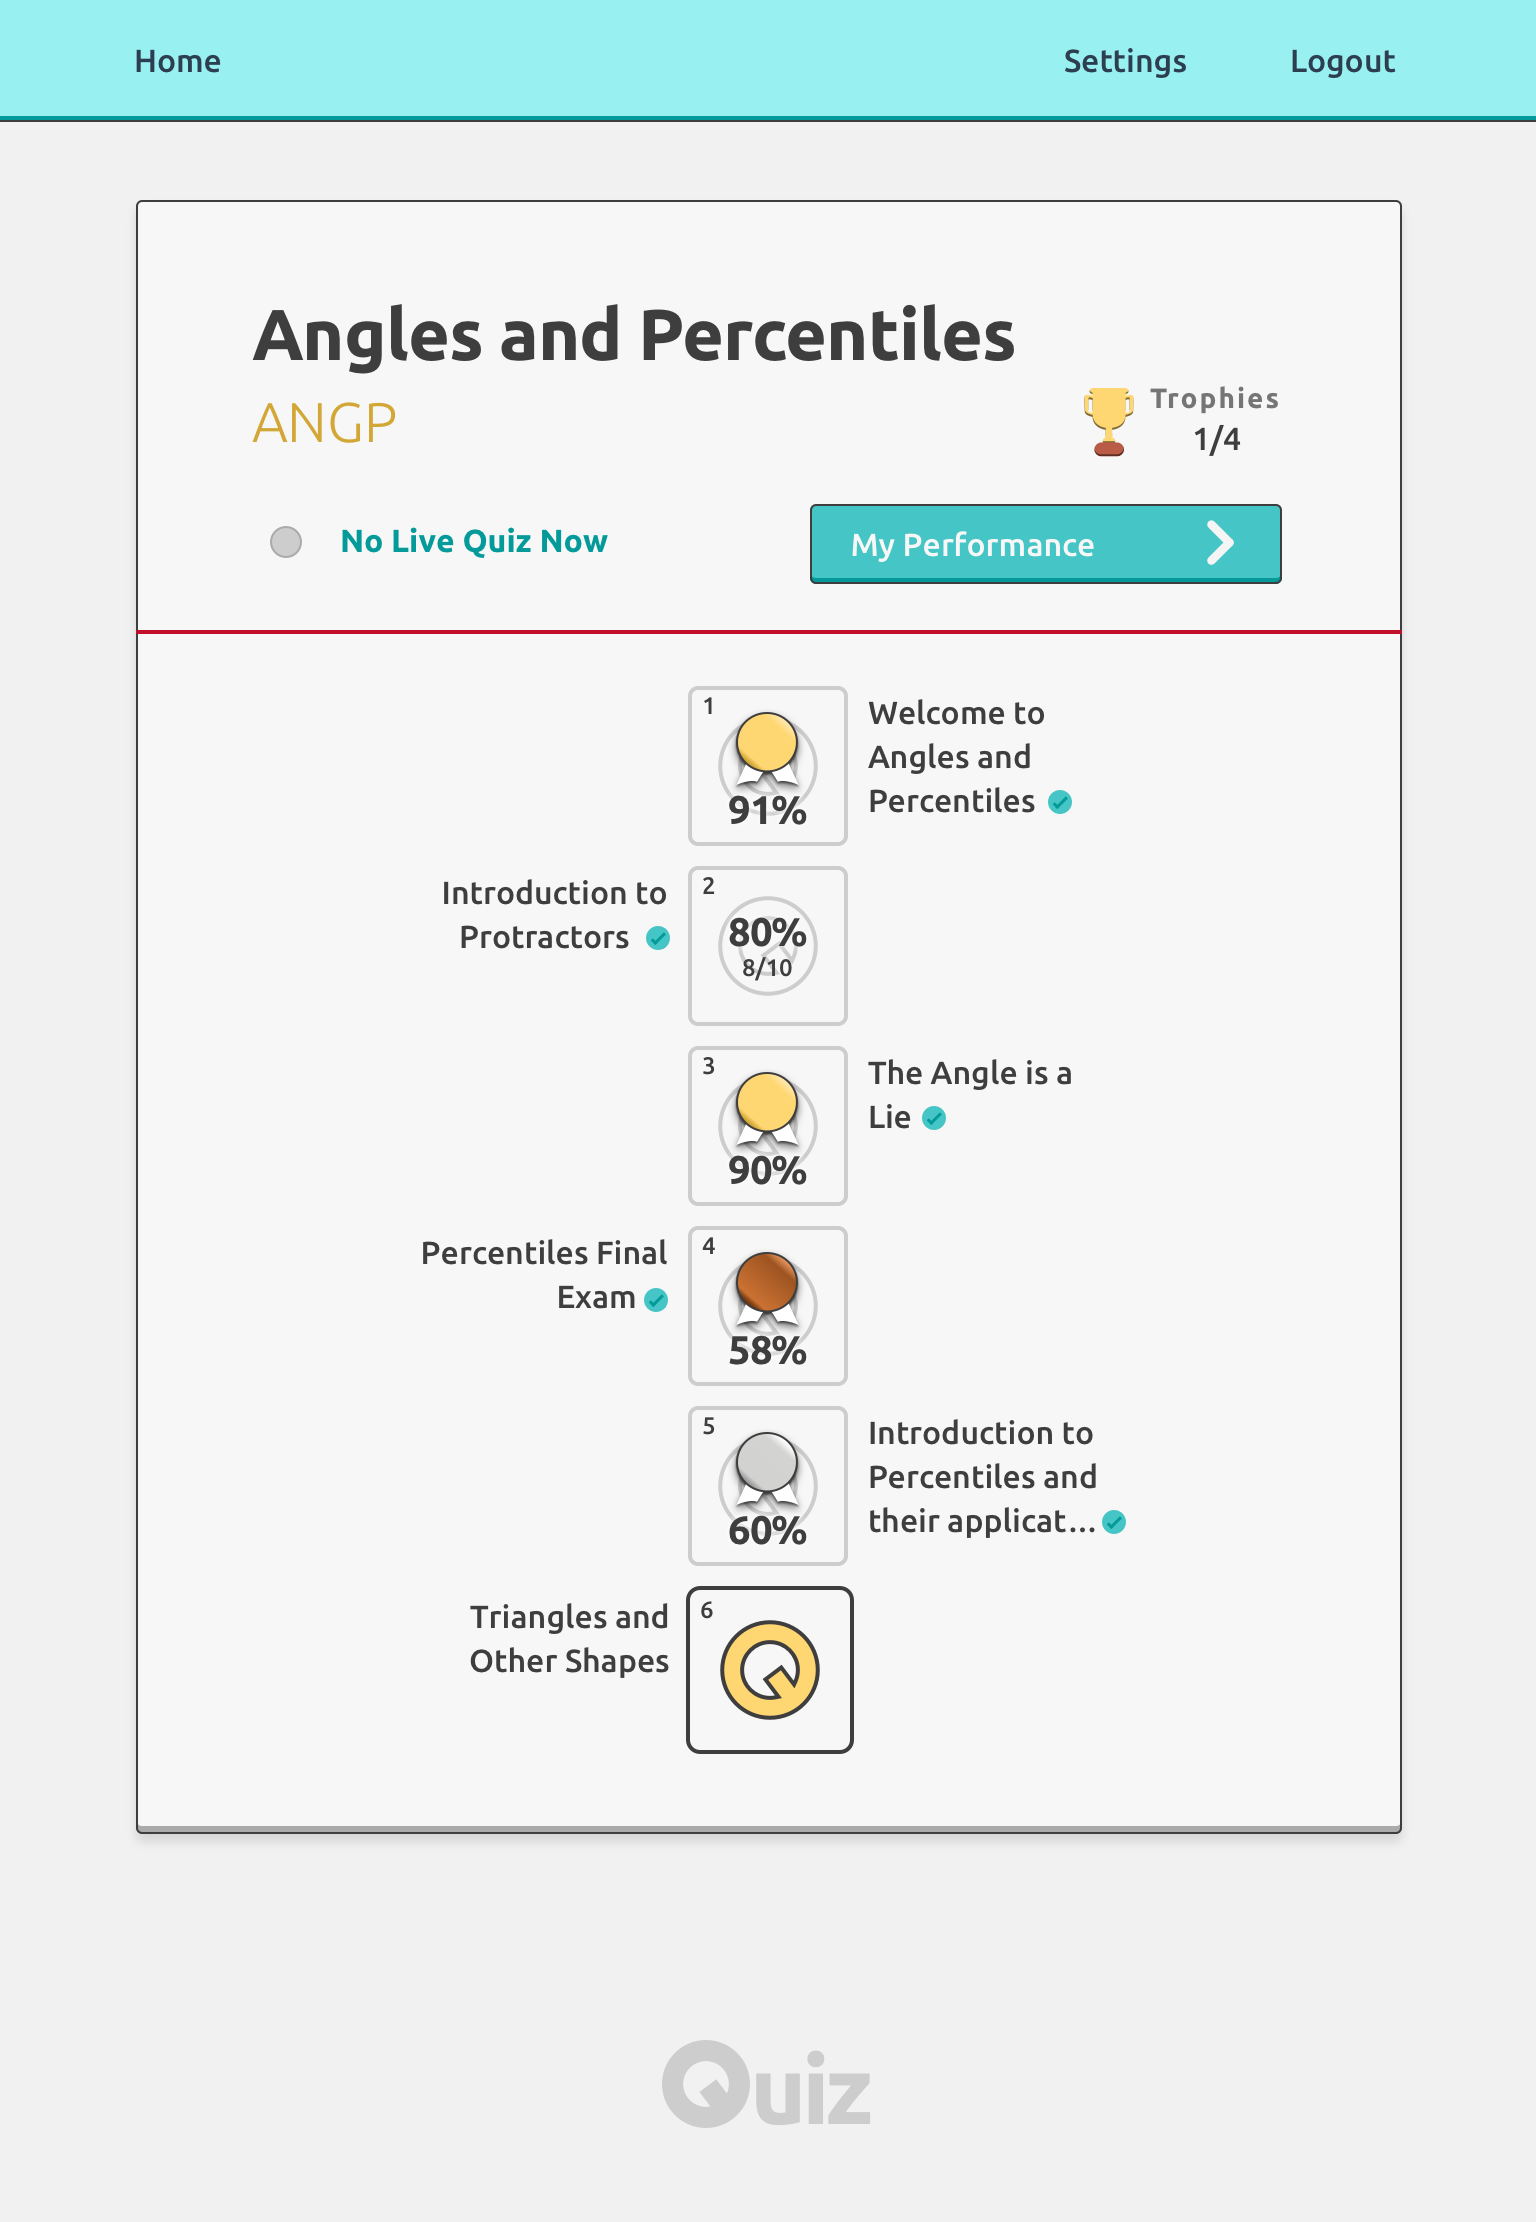 Home
Settings
Logout
Angles and Percentiles
ANGP
Trophies
1/4
No Live Quiz Now
My Performance
1
91%
Welcome to
Angles and
Percentiles
Introduction to
Protractors
2
80%
8/10
3
90%
The Angle is a
Lie
Percentiles Final
Exam
4
58%
5
60%
Introduction to
Percentiles and
their applicat...
Triangles and
Other Shapes
6
Q
Quiz